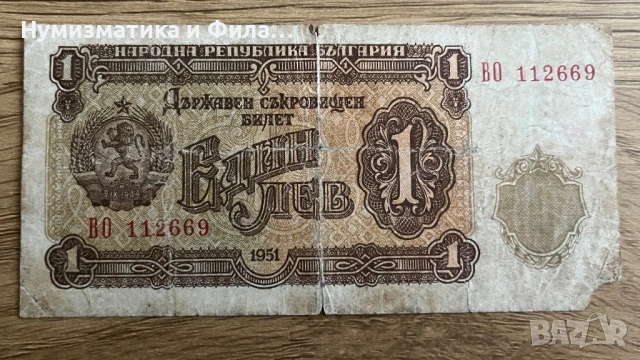 Нумизматика и Фила...
НАРОДНА РЕПУБЛИКА БЪЛГАРИЯ
1 1
ВО 112669
ДЪРЖАВЕН СЪКРОВИЩЕН
БИЛЕТ
ЕДИН
ЛЕВ
1
ВО 112669
1951
1 1
BAZAR